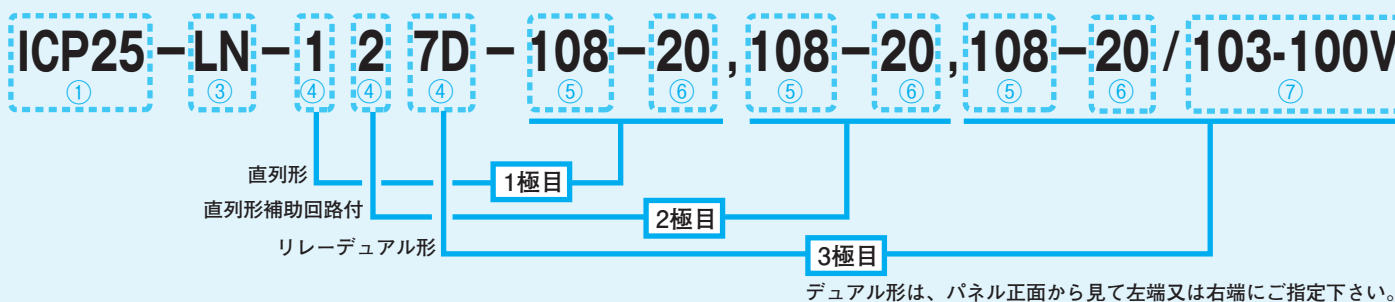 ICP25－LN－1 2 7D－108－20,108－20,108－20/103-100V
① ③ ④ ④ ④ ⑤ ⑥ ⑤ ⑥ ⑤ ⑥ ⑦
直列形 1極目
直列形補助回路付 2極目
リレーデュアル形 3極目
デュアル形は、パネル正面から見て左端又は右端にご指定下さい。